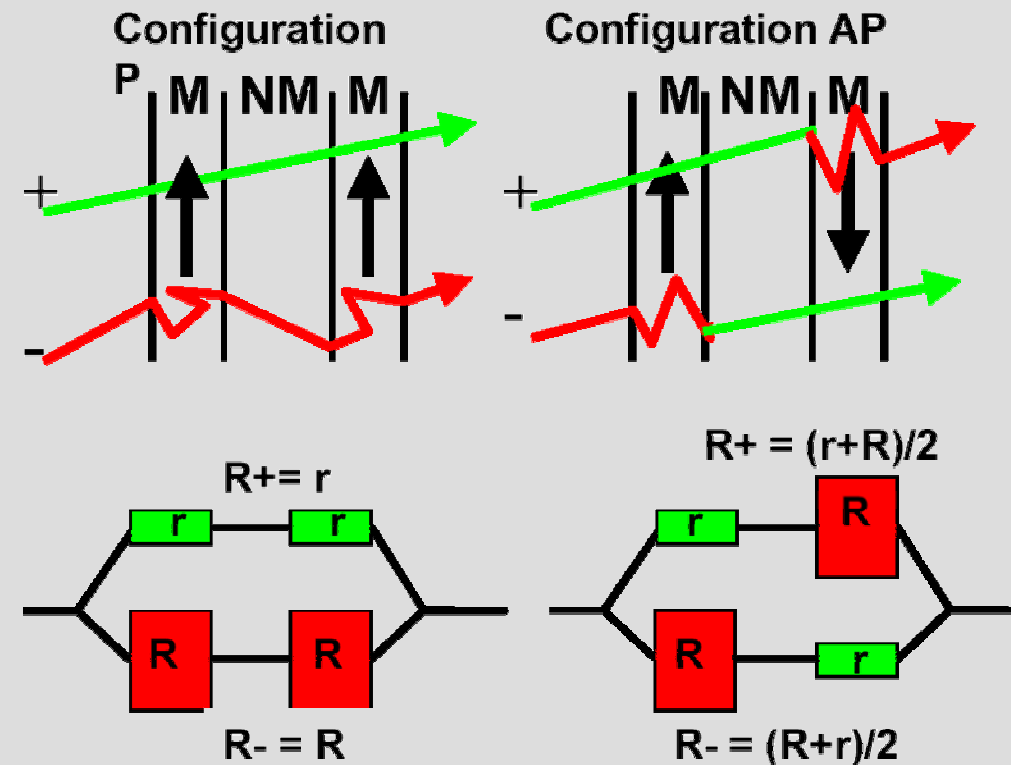 Configuration
P
M NM M
+
-
Configuration AP
M NM M
+
-
R+= r
r r
R R
R- = R
R+ = (r+R)/2
r R
R r
R- = (R+r)/2